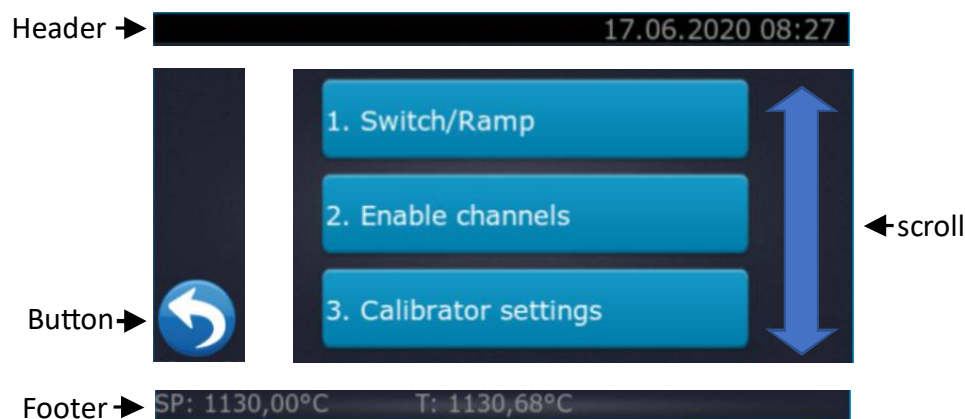 Header
17.06.2020 08:27
1. Switch/Ramp
2. Enable channels
scroll
Button
3. Calibrator settings
Footer
SP: 1130,00°C T: 1130,68°C